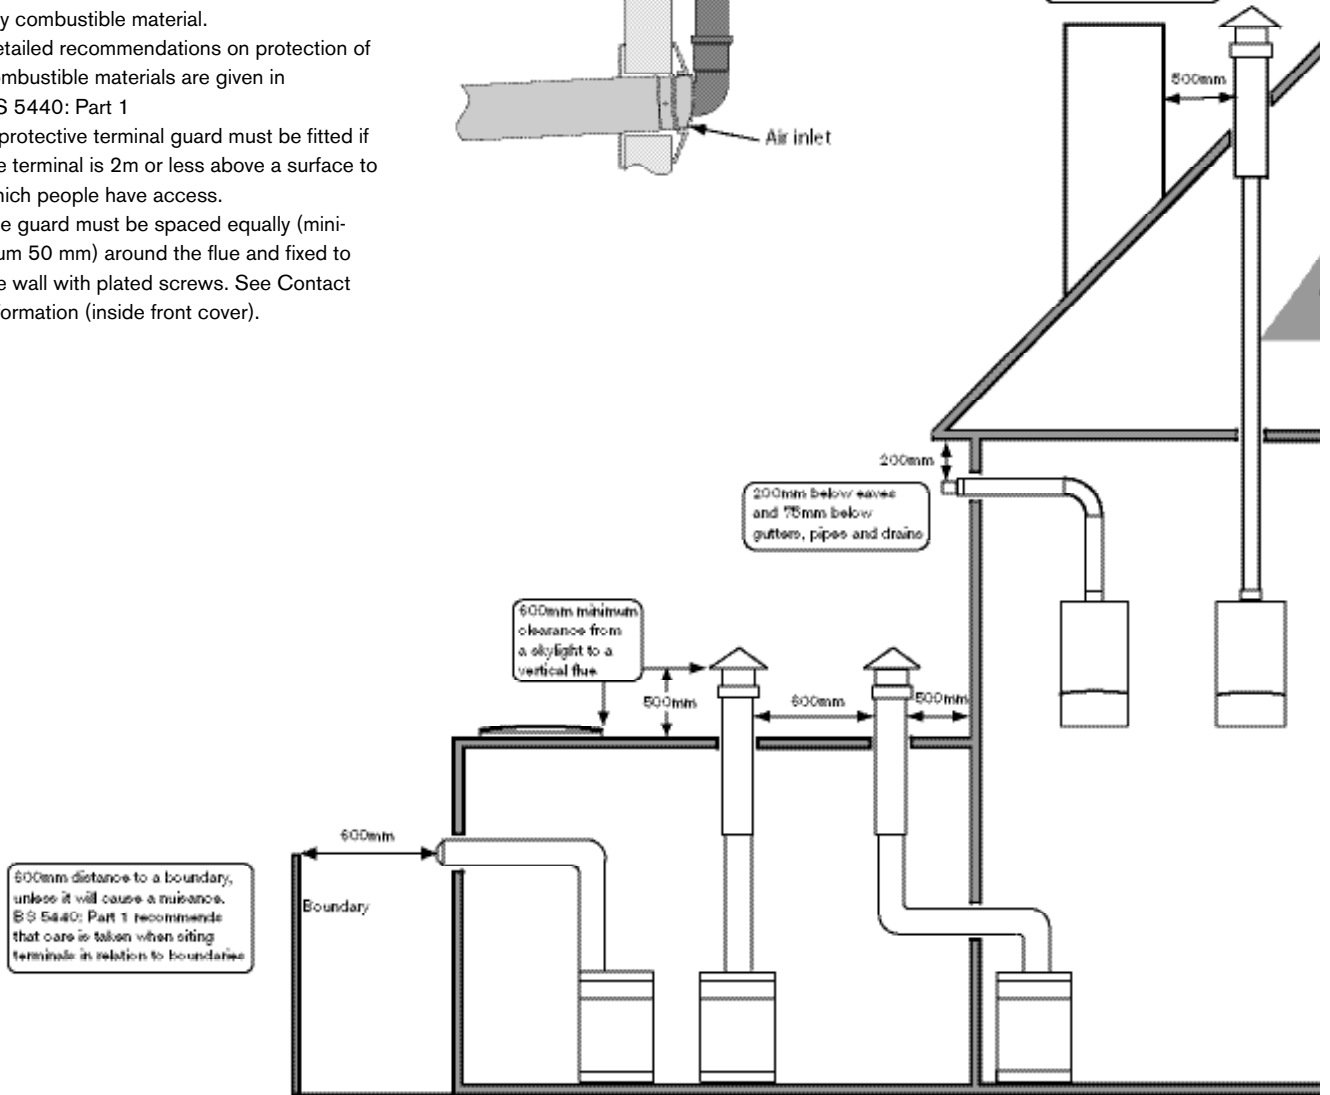 y combustible material.
etailed recommendations on protection of
ombustible materials are given in
S 5440: Part 1
protective terminal guard must be fitted if
e terminal is 2m or less above a surface to
hich people have access.
e guard must be spaced equally (mini-
um 50 mm) around the flue and fixed to
e wall with plated screws. See Contact
formation (inside front cover).
Air inlet
500mm
200mm
200mm below eaves
and 75mm below
gutters, pipes and drains
600mm minimum
clearance from
a skylight to a
vertical flue
500mm
600mm
500mm
600mm
600mm distance to a boundary,
unless it will cause a nuisance.
BS 5440: Part 1 recommends
that care is taken when siting
terminals in relation to boundaries
Boundary